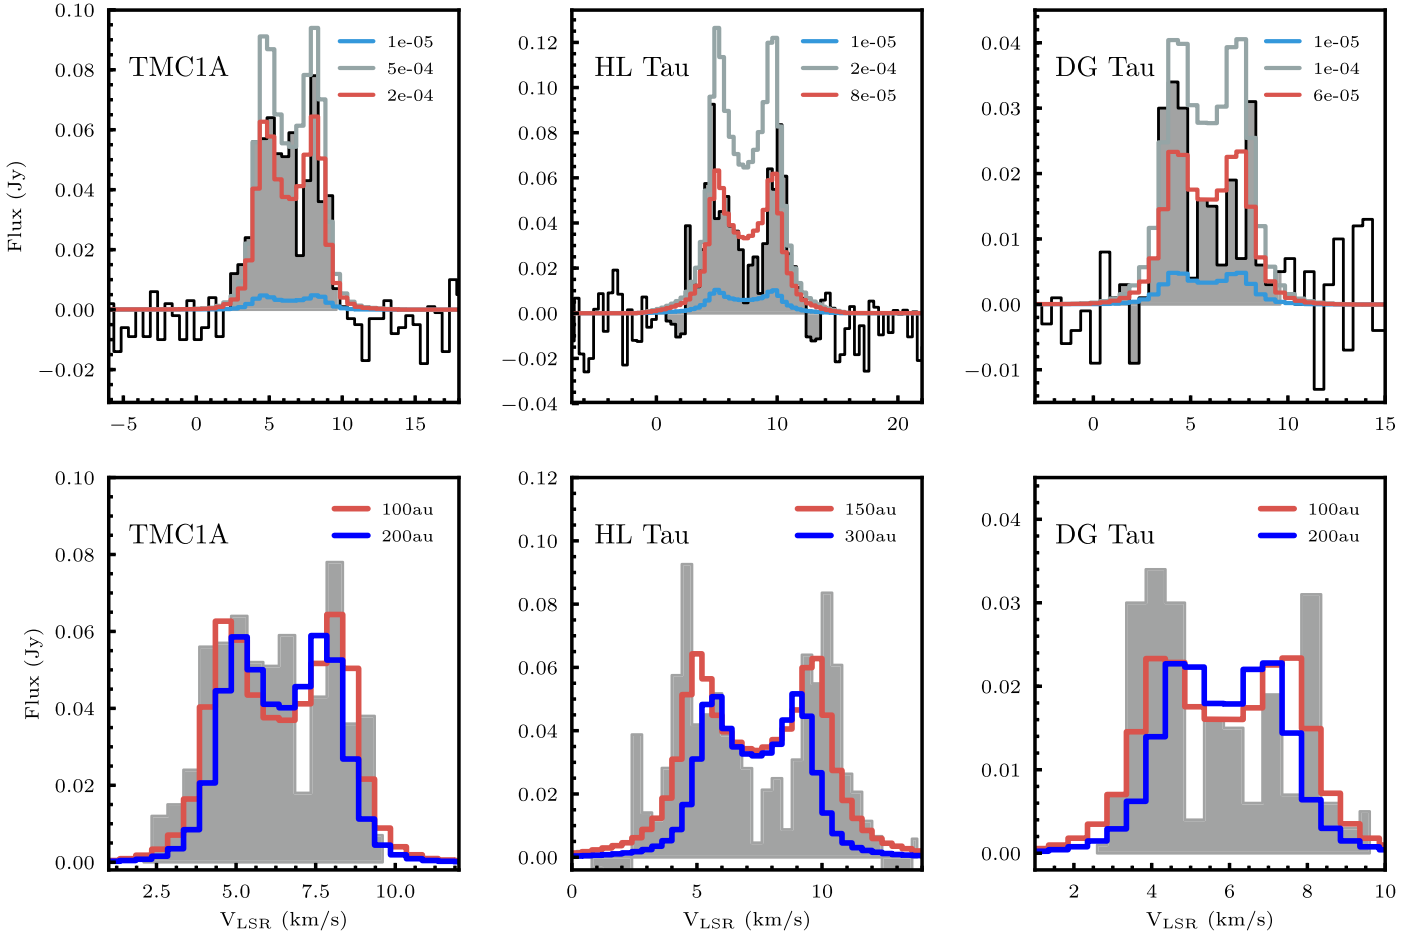 0.10
0.08
0.06
0.04
0.02
0.00
−0.02
Flux (Jy)
TMC1A
1e-05
5e-04
2e-04
−5 0 5 10 15
0.12
0.10
0.08
0.06
0.04
0.02
0.00
−0.02
−0.04
HL Tau
1e-05
2e-04
8e-05
0 10 20
0.04
0.03
0.02
0.01
0.00
−0.01
DG Tau
1e-05
1e-04
6e-05
0 5 10 15
0.10
0.08
0.06
0.04
0.02
0.00
Flux (Jy)
TMC1A
100au
200au
2.5 5.0 7.5 10.0
VLSR (km/s)
0.12
0.10
0.08
0.06
0.04
0.02
0.00
HL Tau
150au
300au
0 5 10
VLSR (km/s)
0.04
0.03
0.02
0.01
0.00
DG Tau
100au
200au
2 4 6 8 10
VLSR (km/s)